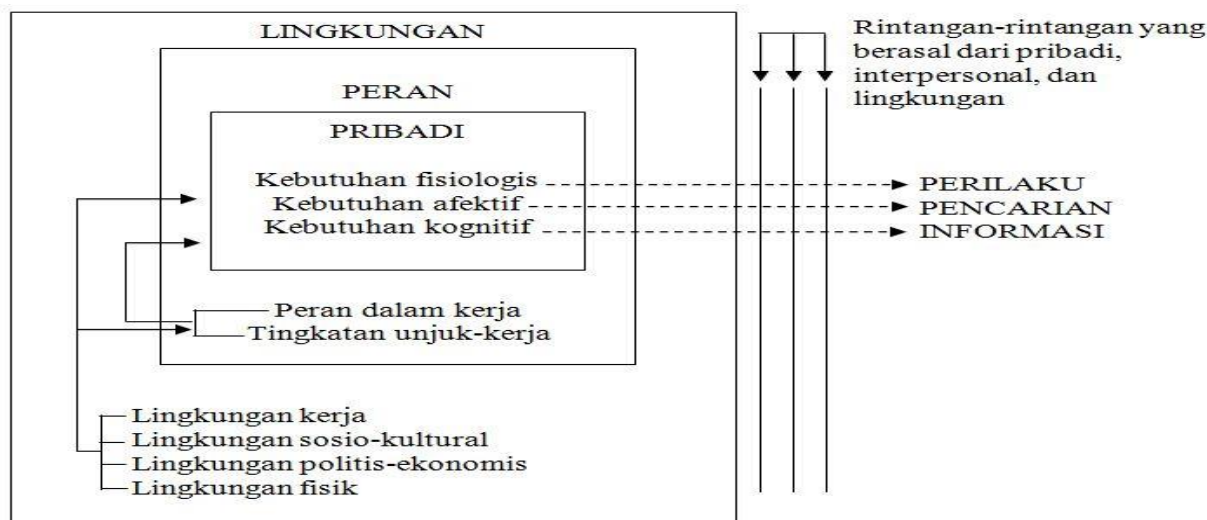 LINGKUNGAN
PERAN
PRIBADI
Kebutuhan fisiologis
Kebutuhan afektif
Kebutuhan kognitif
Peran dalam kerja
Tingkatan unjuk-kerja
Lingkungan kerja
Lingkungan sosio-kultural
Lingkungan politis-ekonomis
Lingkungan fisik
Rintangan-rintangan yang
berasal dari pribadi,
interpersonal, dan
lingkungan
PERILAKU
PENCARIAN
INFORMASI